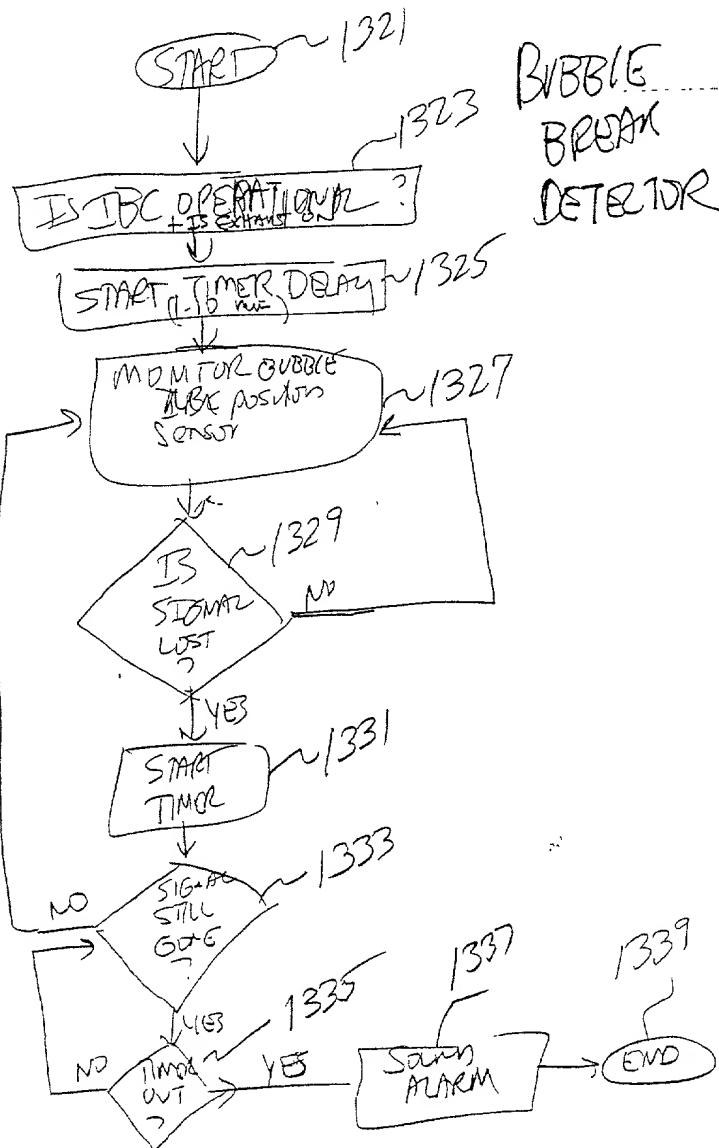 START
1321
BUBBLE
BREAK
DETECTOR
1323
IS IBC OPERATIONAL ?
+ IS EXHAUST ON
START TIMER DELAY
1325
MONITOR BUBBLE
POSITION
SENSOR
1327
IS
SIGNAL
LOST
?
1329
NO
YES
START
TIMER
1331
SIGNAL
STILL
GONE
?
1333
NO
YES
TIMER
OUT
?
1335
NO
YES
SOUND
ALARM
1337
END
1339